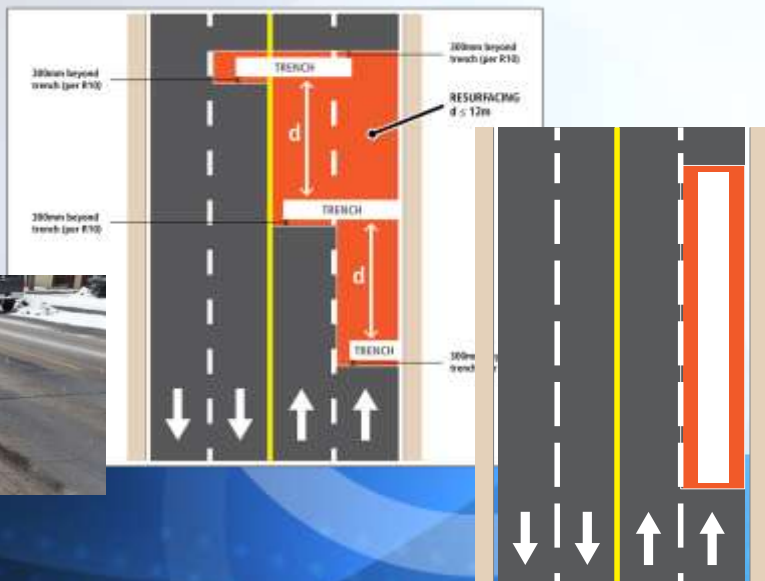 300mm beyond
trench (per R10)
TRENCH
300mm beyond
trench (per R10)
RESURFACING
d ≤ 12m
d
300mm beyond
trench (per R10)
TRENCH
d
TRENCH
300mm
trench